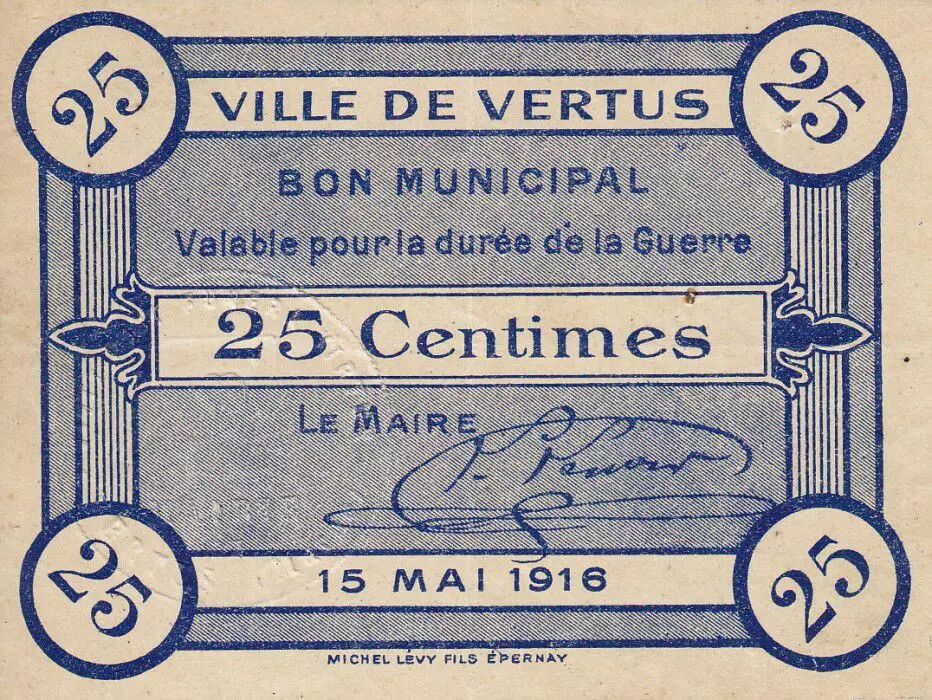 25
25
VILLE DE VERTUS
BON MUNICIPAL
Valable pour la durée de la Guerre
25 Centimes
LE MAIRE
25
25
15 MAI 1916
MICHEL LÉVY FILS ÉPERNAY